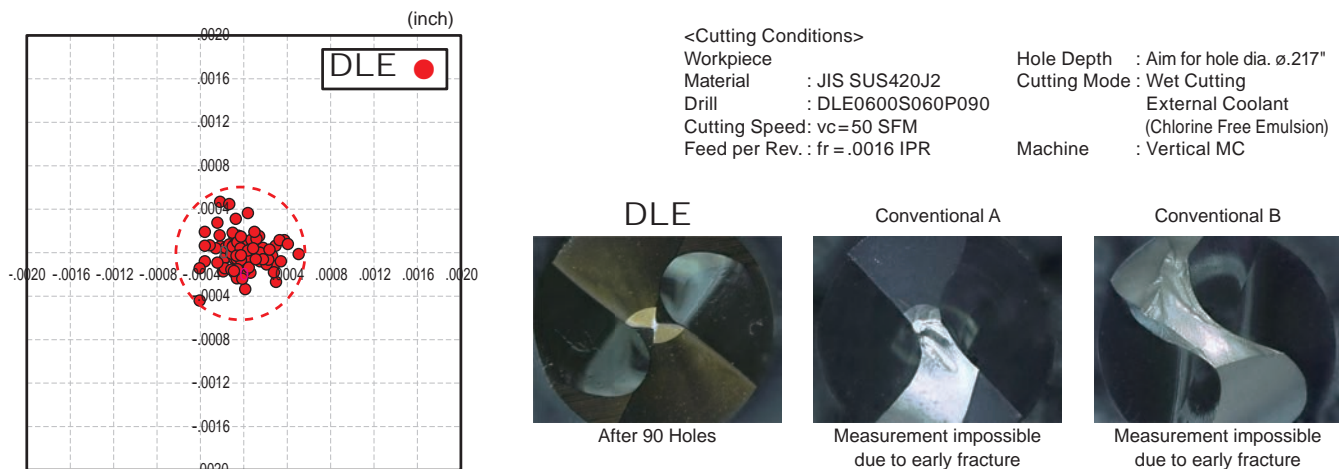 (inch)
.0020
DLE
.0016
.0012
.0008
.0004
-.0020 -.0016 -.0012 -.0008 -.0004 .0004 .0008 .0012 .0016 .0020
-.0004
-.0008
-.0012
-.0016
-.0020
<Cutting Conditions>
Workpiece
Material : JIS SUS420J2
Drill : DLE0600S060P090
Cutting Speed: vc=50 SFM
Feed per Rev. : fr =.0016 IPR
Hole Depth : Aim for hole dia. ø.217"
Cutting Mode : Wet Cutting
External Coolant
(Chlorine Free Emulsion)
Machine : Vertical MC
DLE
After 90 Holes
Conventional A
Measurement impossible
due to early fracture
Conventional B
Measurement impossible
due to early fracture